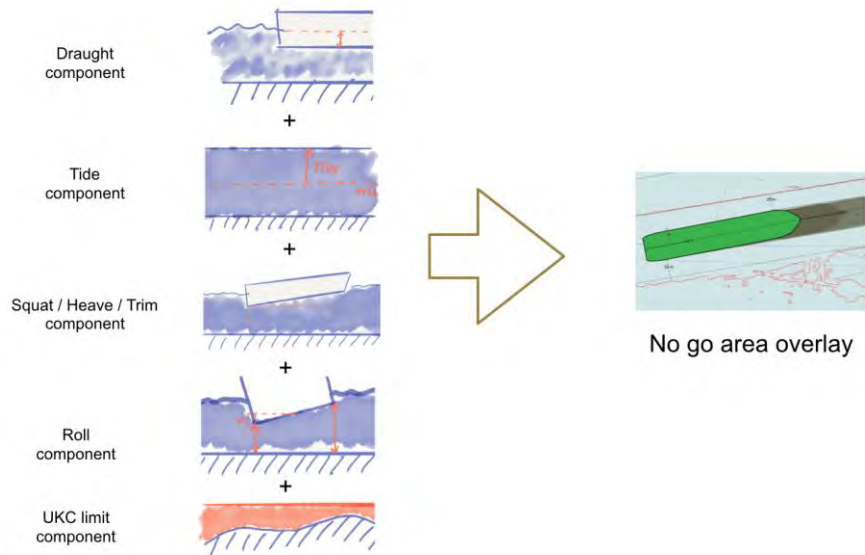 Draught
component
+
Tide
component
+
Squat / Heave / Trim
component
+
Roll
component
+
UKC limit
component
No go area overlay